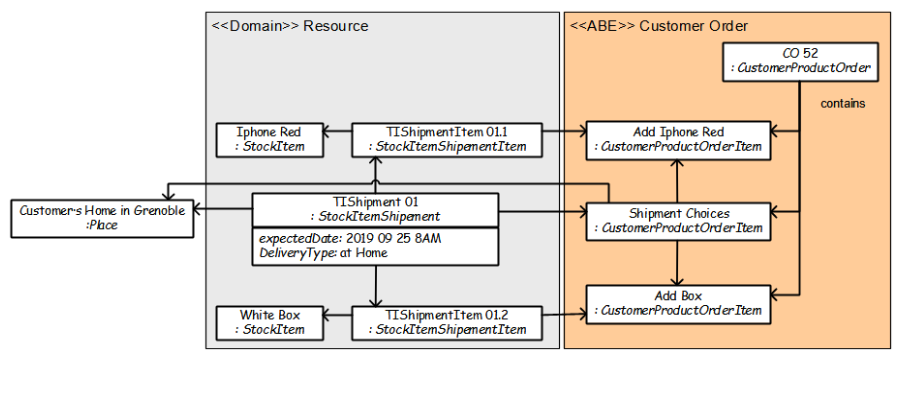 <<Domain>> Resource
<<ABE>> Customer Order
CO 52
: CustomerProductOrder
contains
Iphone Red
: StockItem
TIShipmentItem 01.1
: StockItemShipementItem
Add Iphone Red
: CustomerProductOrderItem
Customer's Home in Grenoble
:Place
TIShipment 01
: StockItemShipement
expectedDate: 2019 09 25 8AM
DeliveryType: at Home
Shipment Choices
: CustomerProductOrderItem
White Box
: StockItem
TIShipmentItem 01.2
: StockItemShipementItem
Add Box
: CustomerProductOrderItem